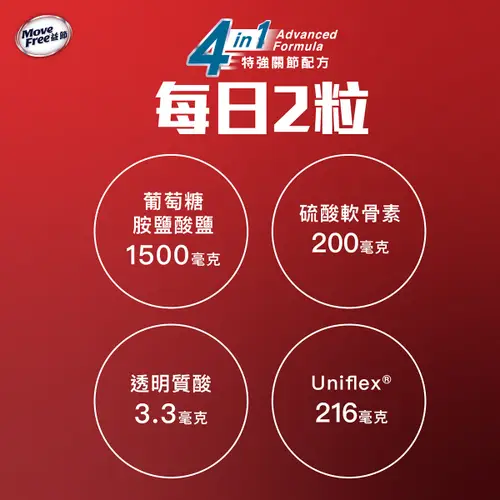 Move
Free益節
4 in 1 Advanced
Formula
特強關節配方
每日2粒
葡萄糖
胺鹽酸鹽
1500毫克
硫酸軟骨素
200毫克
透明質酸
3.3毫克
Uniflex®
216毫克